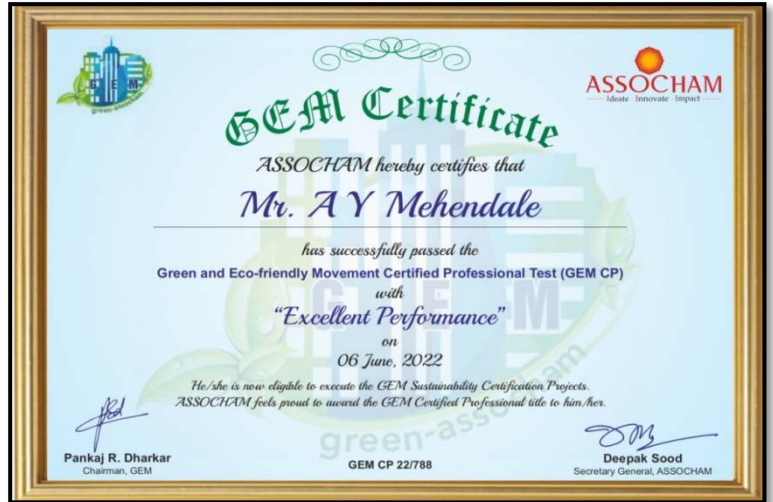 G E M
green-assocham
ASSOCHAM
Ideate Innovate Impact
GEM Certificate
ASSOCHAM hereby certifies that
Mr. A Y Mehendale
has successfully passed the
Green and Eco-friendly Movement Certified Professional Test (GEM CP)
with
"Excellent Performance"
on
06 June, 2022
He/she is now eligible to execute the GEM Sustainability Certification Projects.
ASSOCHAM feels proud to award the GEM Certified Professional title to him/her.
G E M
green-assocham
Pankaj R. Dharkar
Chairman, GEM
GEM CP 22/788
Deepak Sood
Secretary General, ASSOCHAM